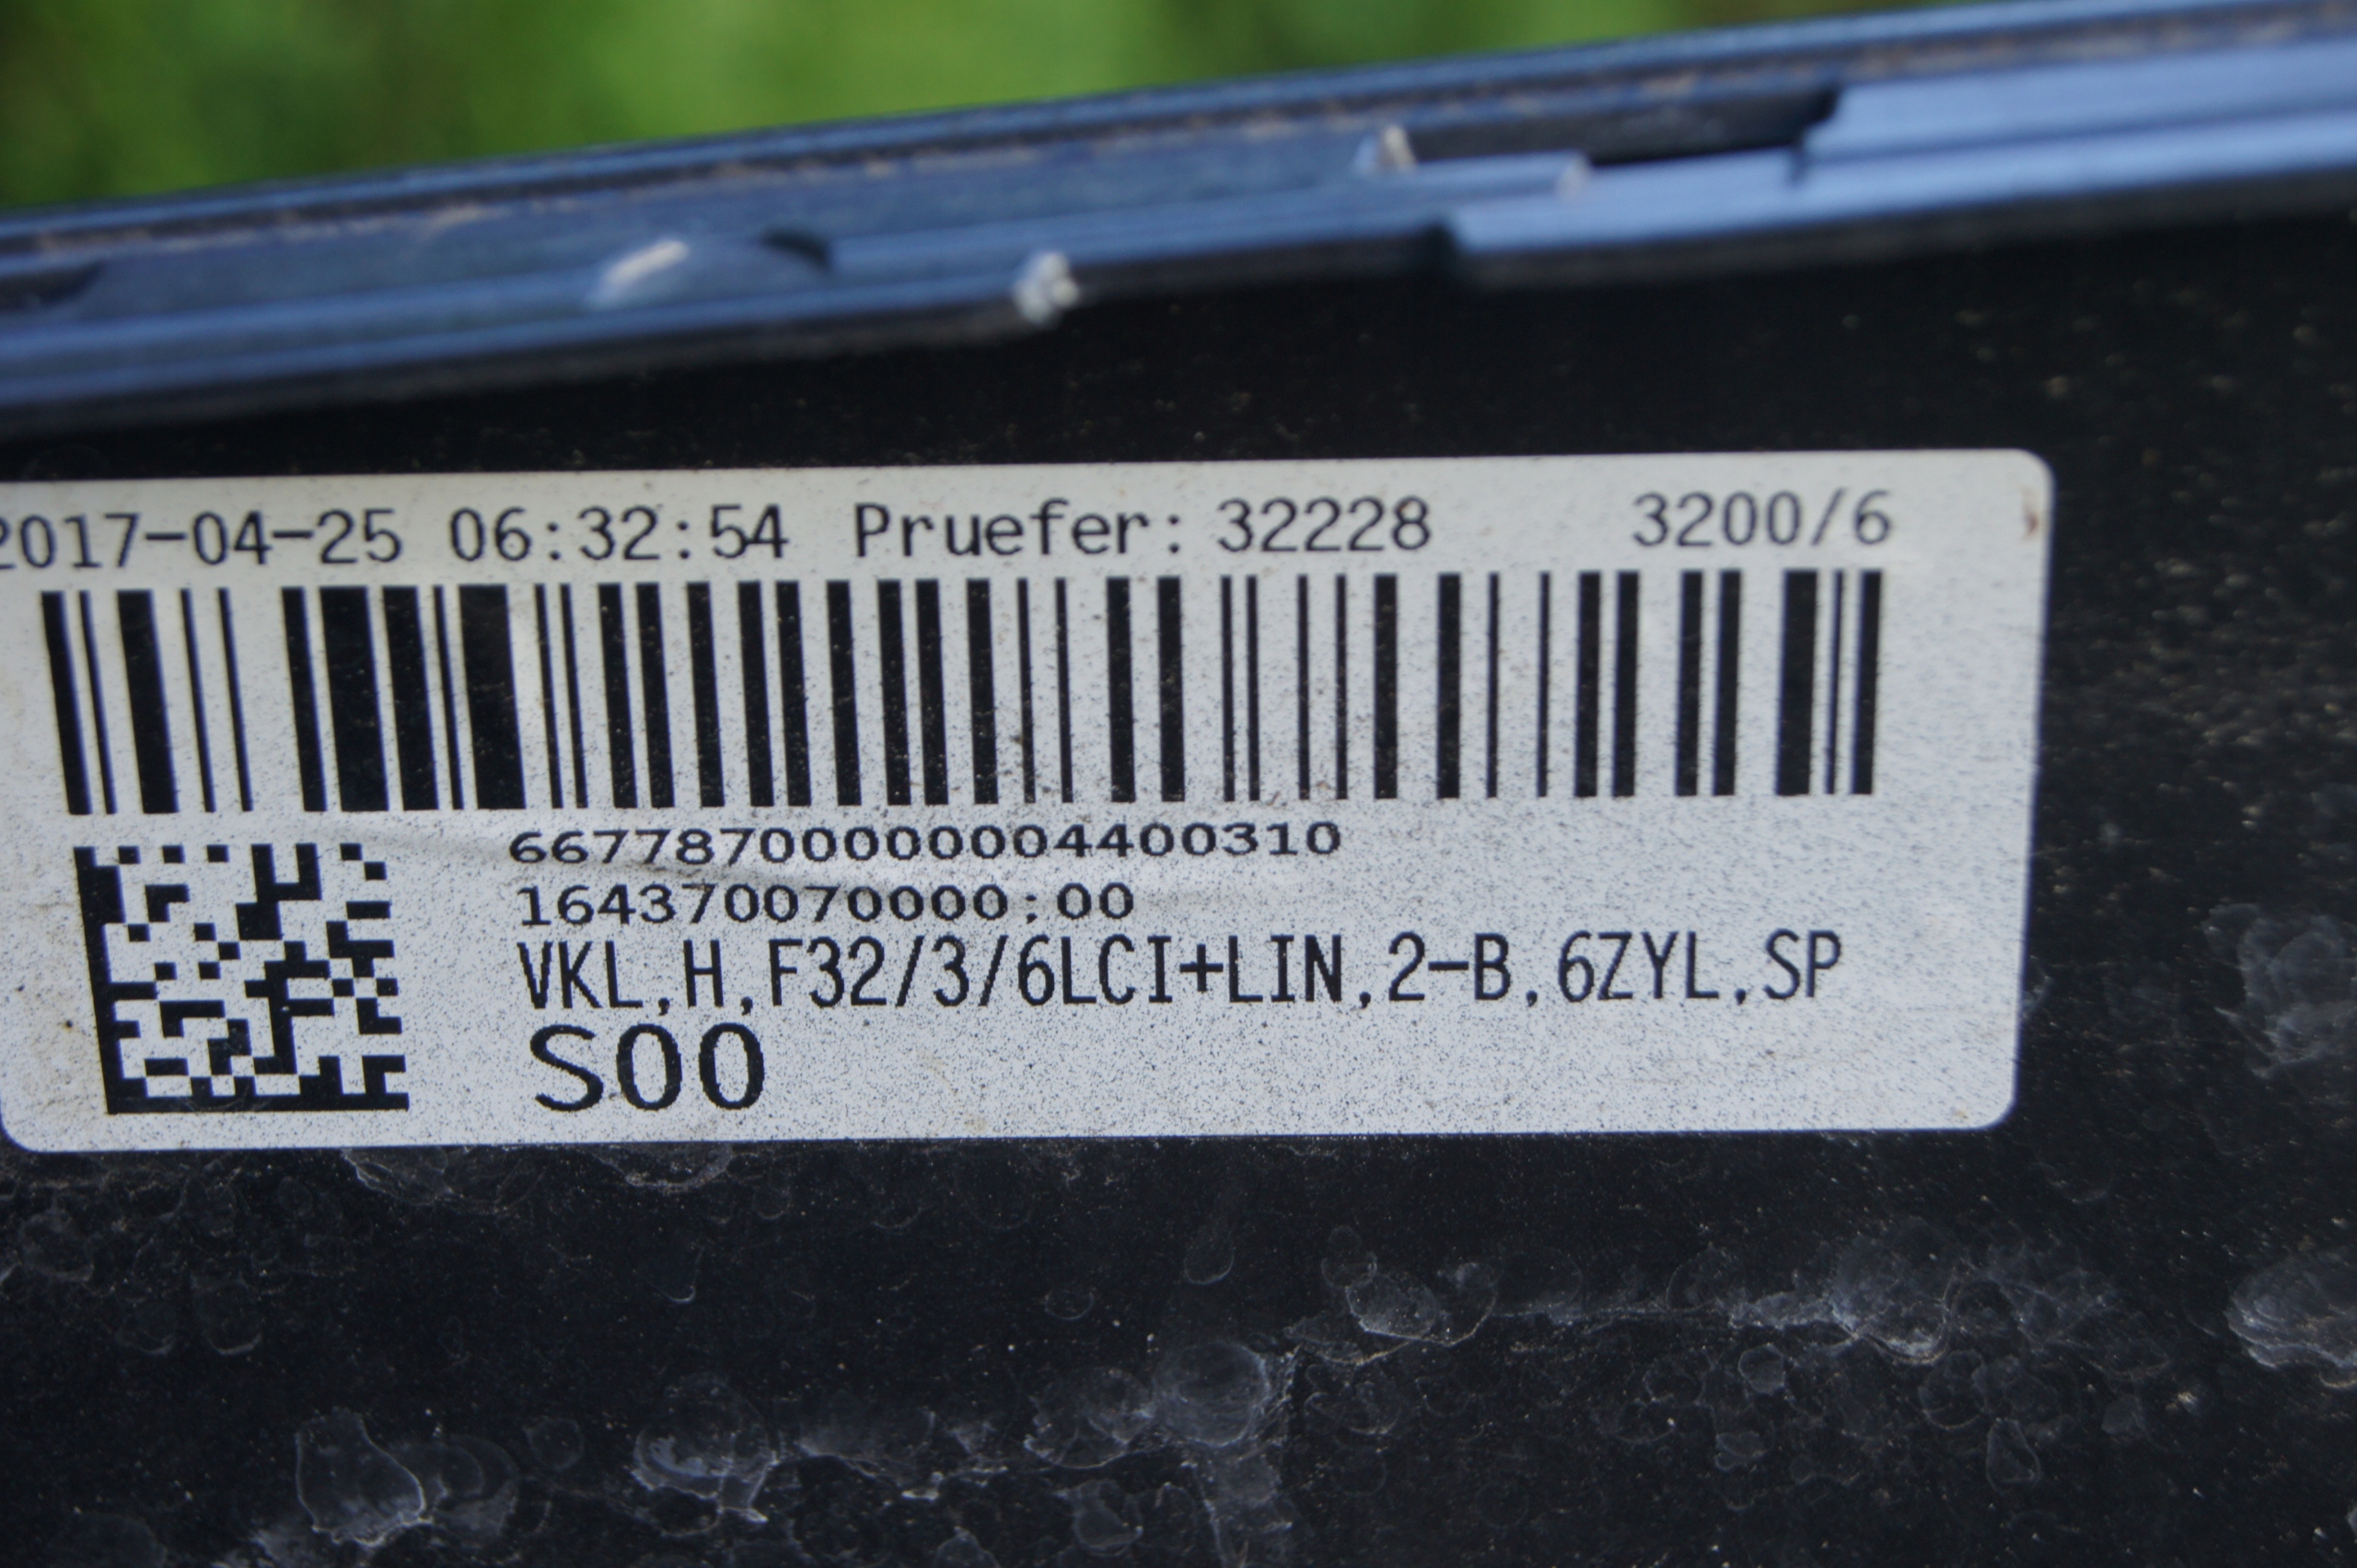 2017-04-25 06:32:54 Pruefer: 32228 3200/6
66778700000004400310
164370070000:00
VKL,H,F32/3/6LCI+LIN,2-B,6ZYL,SP
S00